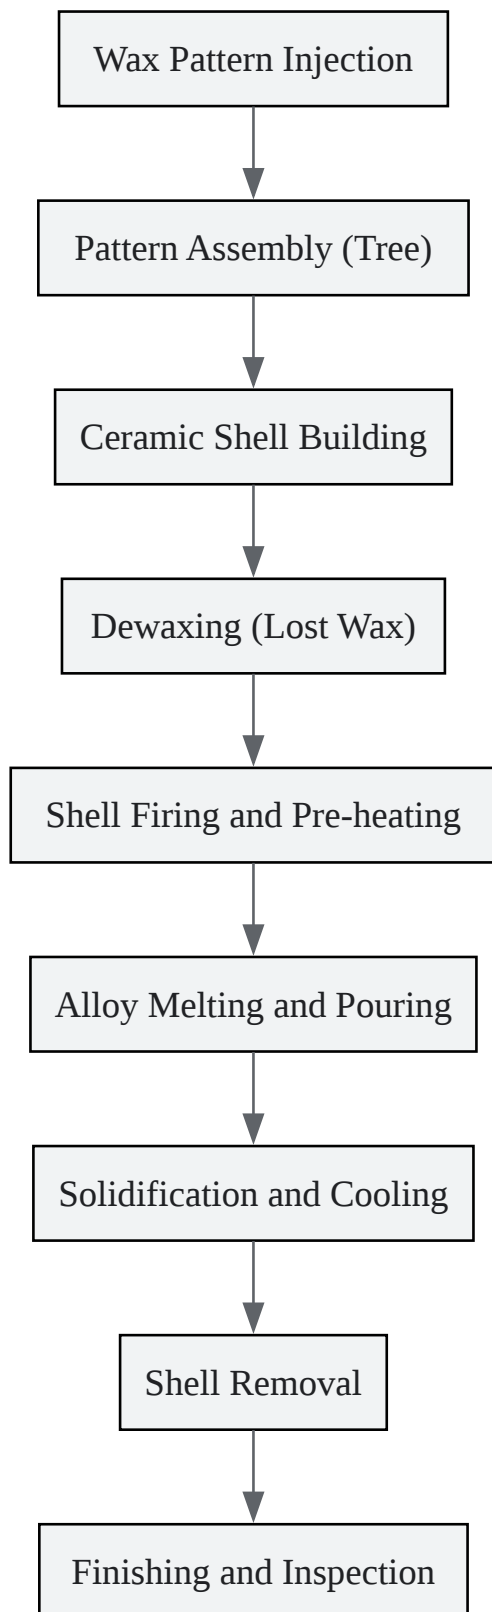 Wax Pattern Injection
Pattern Assembly (Tree)
Ceramic Shell Building
Dewaxing (Lost Wax)
Shell Firing and Pre-heating
Alloy Melting and Pouring
Solidification and Cooling
Shell Removal
Finishing and Inspection